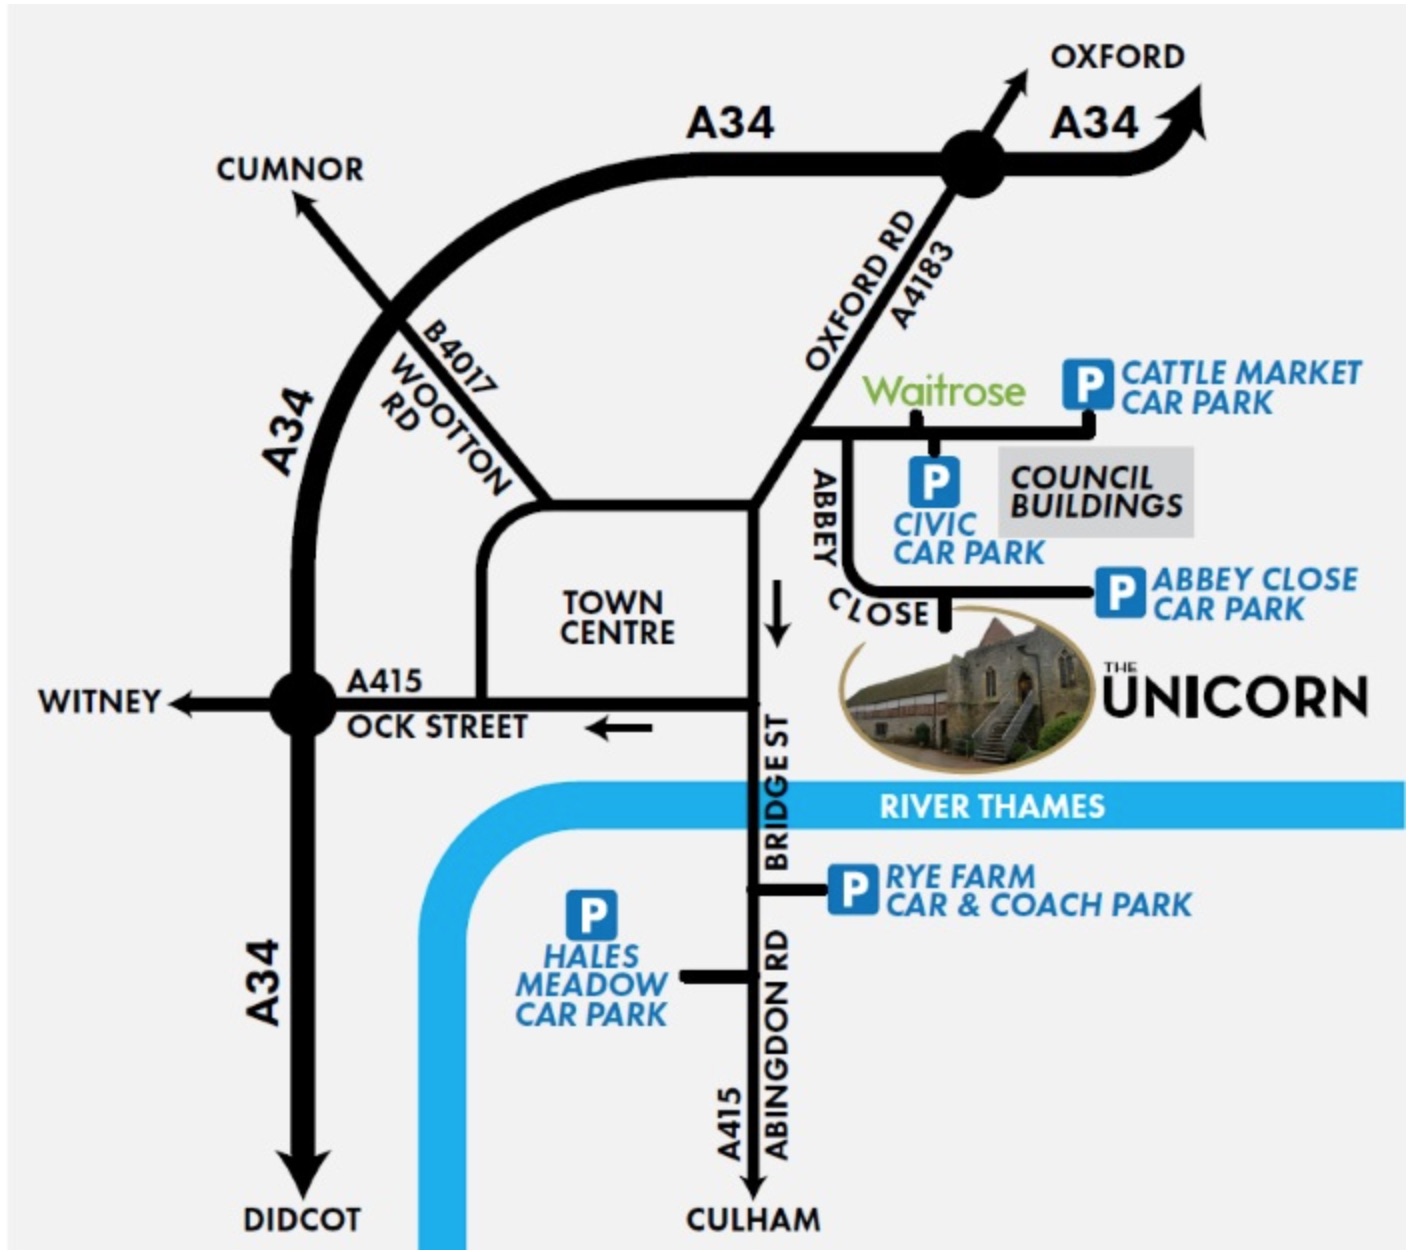 OXFORD
A34
A34
CUMNOR
OXFORD RD
A4183
B4017
WOOTTON
RD
A34
Waitrose
P
CATTLE MARKET
CAR PARK
ABBEY
P
CIVIC
CAR PARK
COUNCIL
BUILDINGS
CLOSE
P
ABBEY CLOSE
CAR PARK
TOWN
CENTRE
THE
UNICORN
WITNEY
A415
OCK STREET
BRIDGE ST
RIVER THAMES
P
RYE FARM
CAR & COACH PARK
P
HALES
MEADOW
CAR PARK
A34
A415
ABINGDON RD
DIDCOT
CULHAM